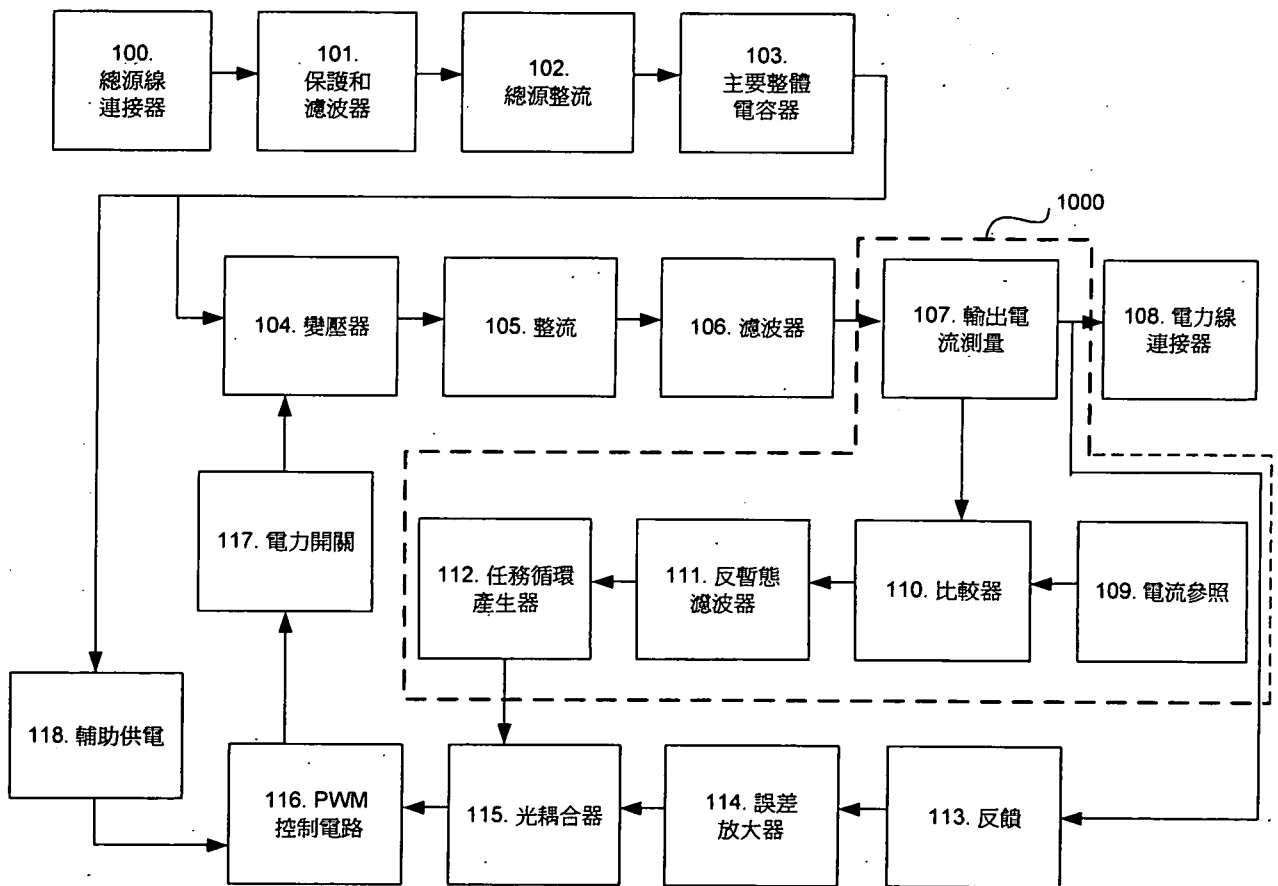 100.
總源線
連接器
101.
保護和
濾波器
102.
總源整流
103.
主要整體
電容器
1000
104. 變壓器
105. 整流
106. 濾波器
107. 輸出電
流測量
108. 電力線
連接器
117. 電力開關
112. 任務循環
產生器
111. 反暫態
濾波器
110. 比較器
109. 電流參照
118. 輔助供電
116. PWM
控制電路
115. 光耦合器
114. 誤差
放大器
113. 反饋